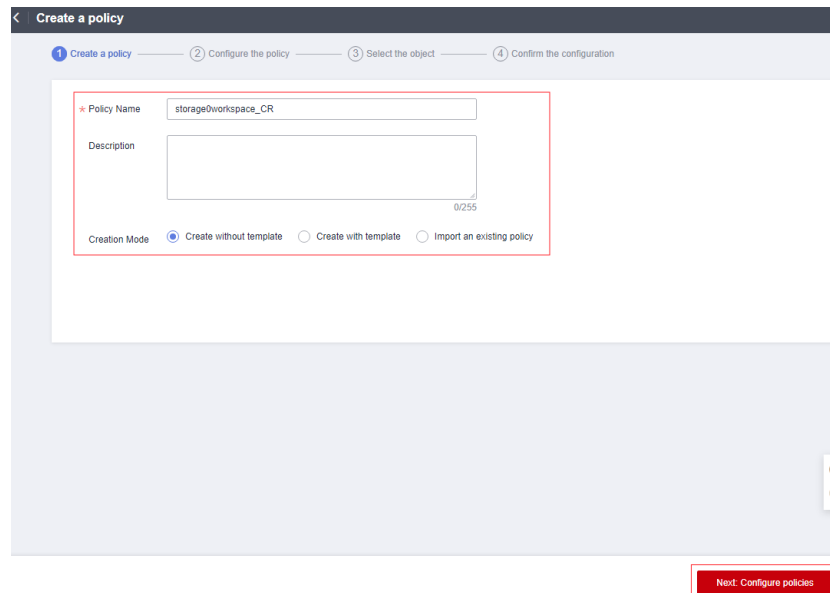 < Create a policy
1 Create a policy 2 Configure the policy 3 Select the object 4 Confirm the configuration
* Policy Name storage0workspace_CR
Description
0/255
Creation Mode Create without template Create with template Import an existing policy
Next: Configure policies